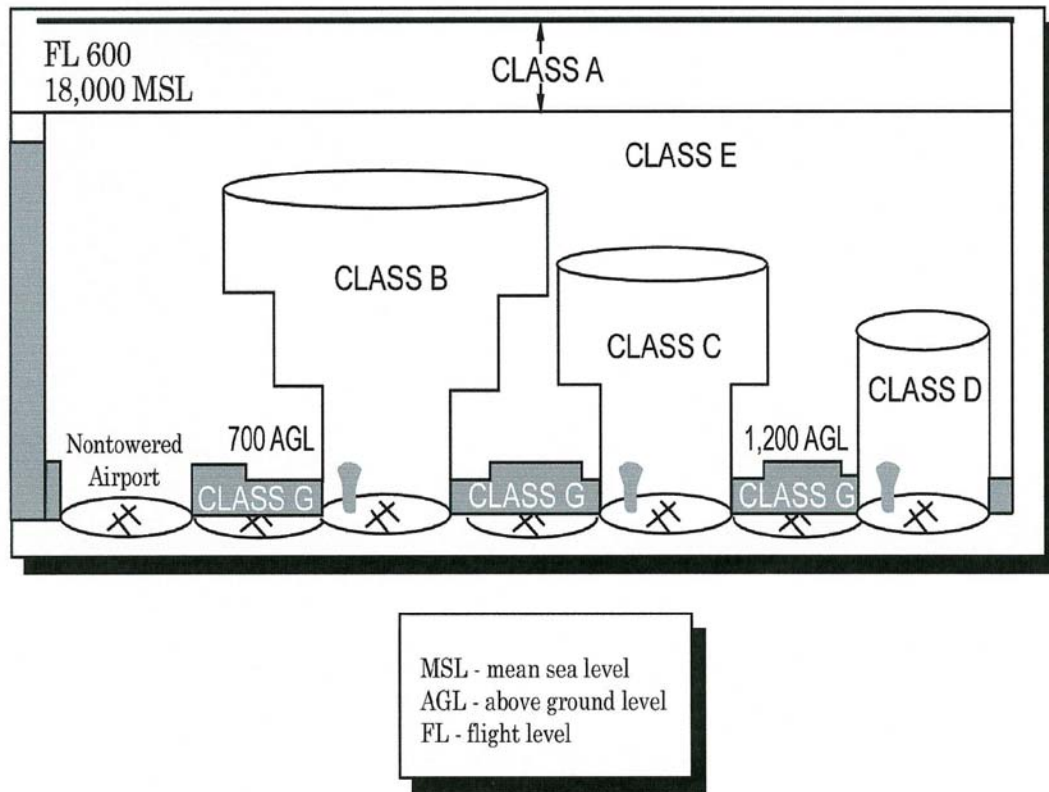 FL 600
18,000 MSL
CLASS A
CLASS E
CLASS B
CLASS C
CLASS D
Nontowered
Airport
700 AGL
1,200 AGL
CLASS G
CLASS G
CLASS G
MSL - mean sea level
AGL - above ground level
FL - flight level